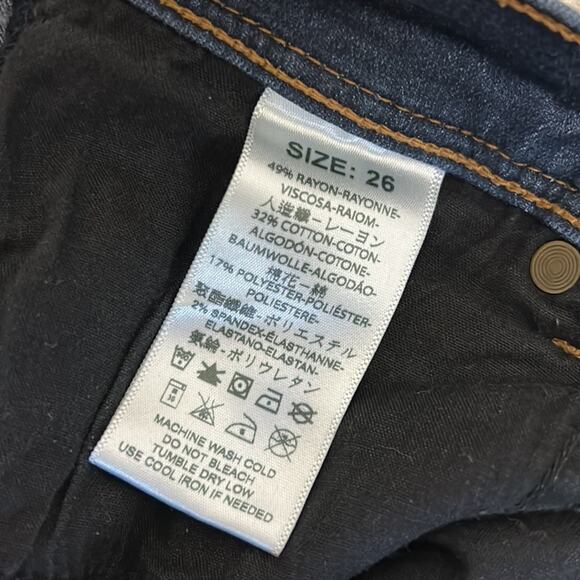 SIZE: 26
49% RAYON-RAYONNE-
VISCOSA-RAIOM-
人造絲-レーヨン
32% COTTON-COTON-
ALGODÓN-COTONE-
BAUMWOLLE-ALGODÃO-
棉花-綿
17% POLYESTER-POLIÉSTER-
POLIESTERE-
聚酯纖維-ポリエステル
2% SPANDEX-ÉLASTHANNE-
ELASTANO-ELASTAN-
氨綸-ポリウレタン
MACHINE WASH COLD
DO NOT BLEACH
TUMBLE DRY LOW
USE COOL IRON IF NEEDED